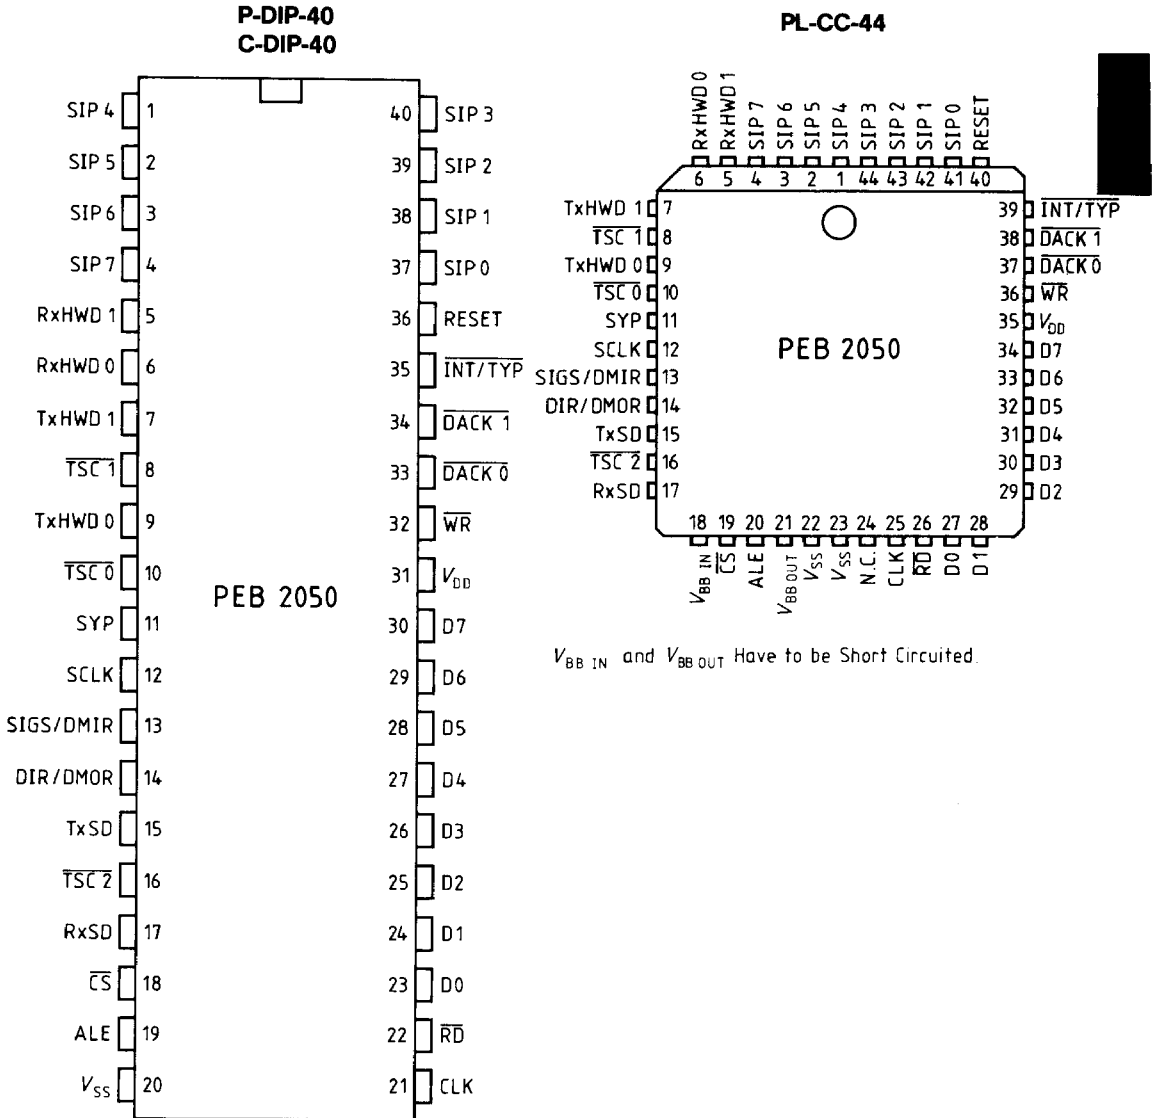 P-DIP-40
C-DIP-40
SIP 4 1 40 SIP 3
SIP 5 2 39 SIP 2
SIP 6 3 38 SIP 1
SIP 7 4 37 SIP 0
RxHWD 1 5 36 RESET
RxHWD 0 6 35 INT/TYP
TxHWD 1 7 34 DACK 1
TSC 1 8 33 DACK 0
TxHWD 0 9 32 WR
TSC 0 10 31 VDD
PEB 2050
SYP 11 30 D7
SCLK 12 29 D6
SIGS/DMIR 13 28 D5
DIR/DMOR 14 27 D4
TxSD 15 26 D3
TSC 2 16 25 D2
RxSD 17 24 D1
CS 18 23 D0
ALE 19 22 RD
VSS 20 21 CLK
PL-CC-44
RxHWD 0 RxHWD 1 SIP 7 SIP 6 SIP 5 SIP 4 SIP 3 SIP 2 SIP 1 SIP 0 RESET
6 5 4 3 2 1 44 43 42 41 40
TxHWD 1 7 39 INT/TYP
TSC 1 8 38 DACK 1
TxHWD 0 9 37 DACK 0
TSC 0 10 36 WR
SYP 11 35 VDD
SCLK 12 PEB 2050 34 D7
SIGS/DMIR 13 33 D6
DIR/DMOR 14 32 D5
TxSD 15 31 D4
TSC 2 16 30 D3
RxSD 17 29 D2
18 19 20 21 22 23 24 25 26 27 28
VBB IN CS ALE VBB OUT VSS VSS N.C. CLK RD D0 D1
VBB IN and VBB OUT Have to be Short Circuited.